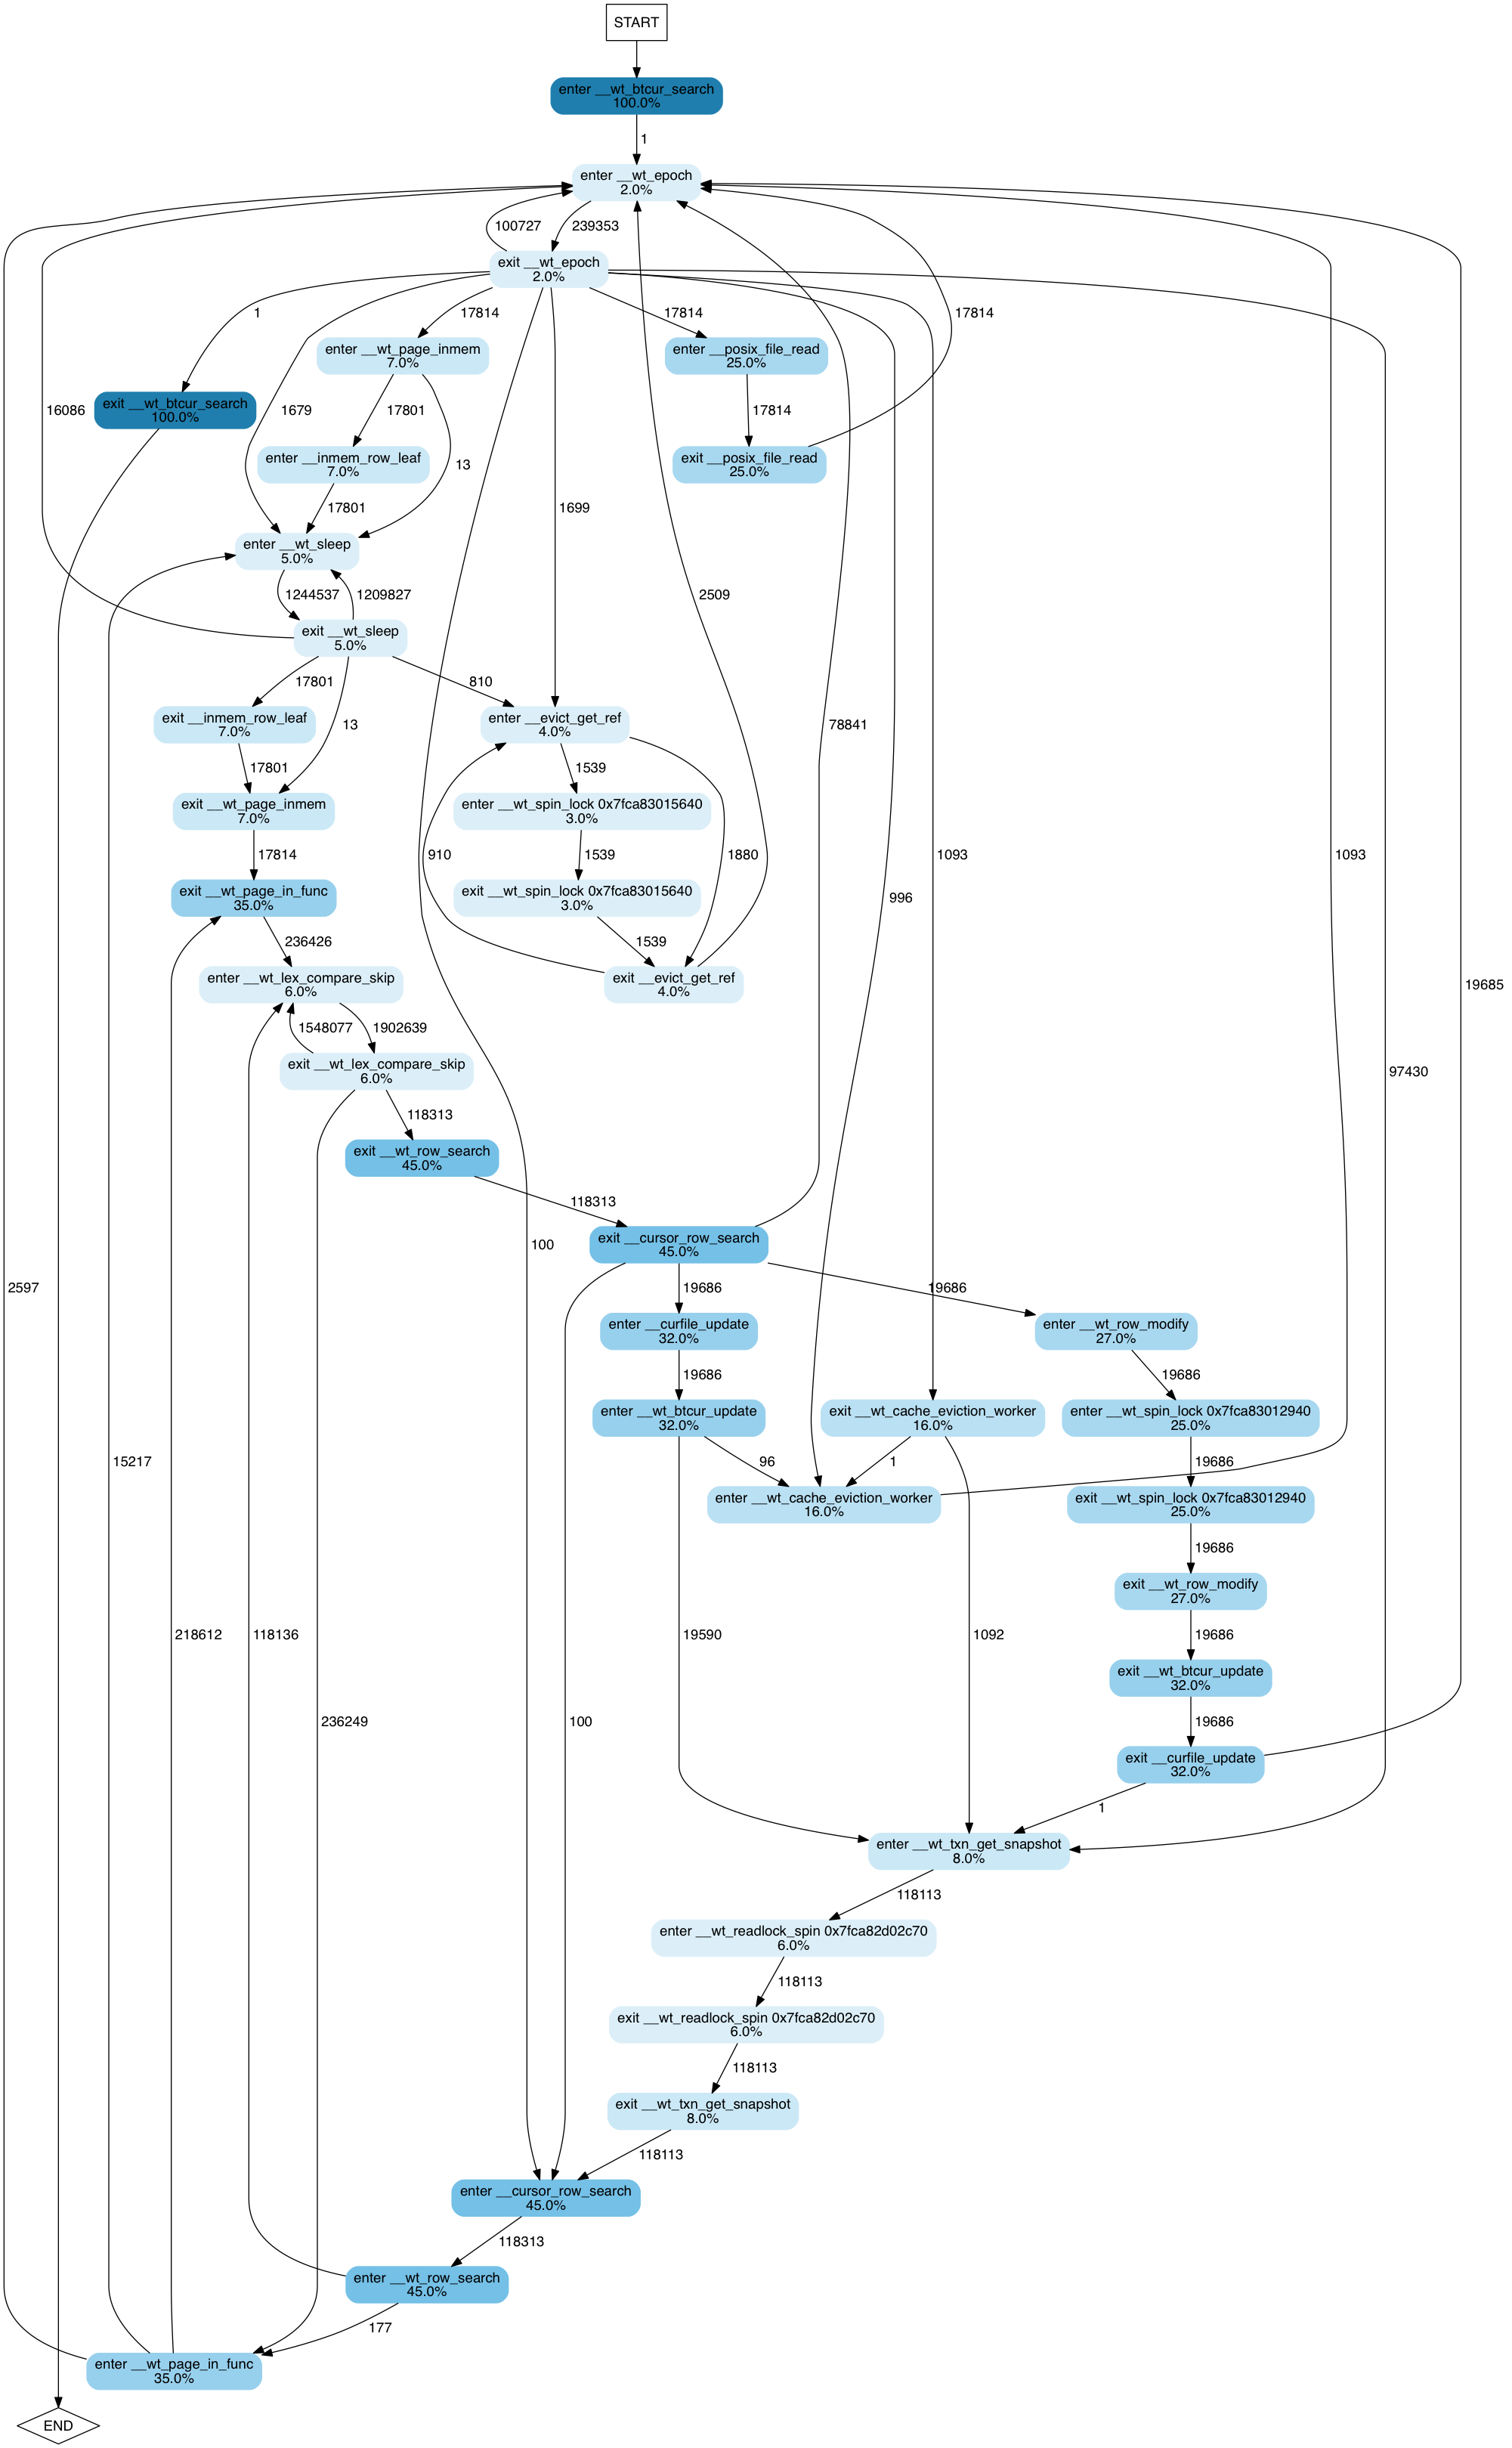 START
enter __wt_btcur_search
100.0%
1
enter __wt_epoch
2.0%
100727
239353
exit __wt_epoch
2.0%
1
17814
17814
17814
enter __wt_page_inmem
7.0%
enter __posix_file_read
25.0%
exit __wt_btcur_search
100.0%
16086
1679
17801
17814
enter __inmem_row_leaf
7.0%
13
exit __posix_file_read
25.0%
17801
1699
enter __wt_sleep
5.0%
1244537
1209827
2509
exit __wt_sleep
5.0%
17801
810
exit __inmem_row_leaf
7.0%
13
enter __evict_get_ref
4.0%
78841
17801
1539
exit __wt_page_inmem
7.0%
enter __wt_spin_lock 0x7fca83015640
3.0%
17814
910
1539
1880
1093
1093
exit __wt_page_in_func
35.0%
exit __wt_spin_lock 0x7fca83015640
3.0%
996
236426
1539
enter __wt_lex_compare_skip
6.0%
exit __evict_get_ref
4.0%
19685
1548077
1902639
exit __wt_lex_compare_skip
6.0%
97430
118313
exit __wt_row_search
45.0%
118313
exit __cursor_row_search
45.0%
100
2597
19686
19686
enter __curfile_update
32.0%
enter __wt_row_modify
27.0%
19686
19686
enter __wt_btcur_update
32.0%
exit __wt_cache_eviction_worker
16.0%
enter __wt_spin_lock 0x7fca83012940
25.0%
15217
96
1
19686
enter __wt_cache_eviction_worker
16.0%
exit __wt_spin_lock 0x7fca83012940
25.0%
19686
exit __wt_row_modify
27.0%
218612
118136
19590
1092
19686
exit __wt_btcur_update
32.0%
236249
100
19686
exit __curfile_update
32.0%
1
enter __wt_txn_get_snapshot
8.0%
118113
enter __wt_readlock_spin 0x7fca82d02c70
6.0%
118113
exit __wt_readlock_spin 0x7fca82d02c70
6.0%
118113
exit __wt_txn_get_snapshot
8.0%
118113
enter __cursor_row_search
45.0%
118313
enter __wt_row_search
45.0%
177
enter __wt_page_in_func
35.0%
END